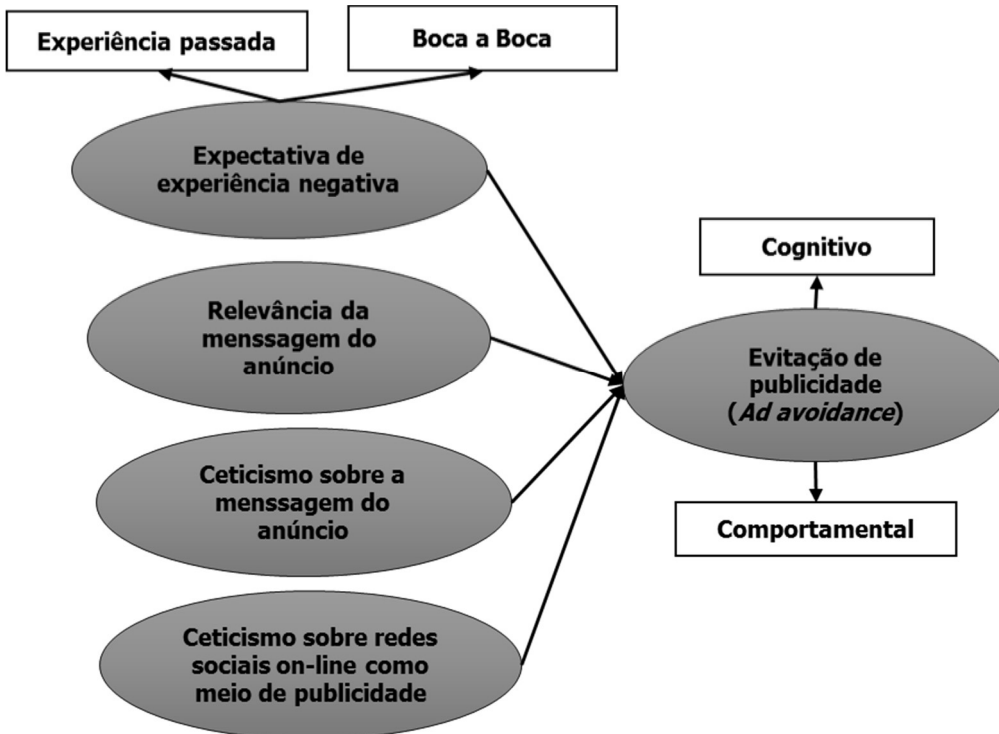 Experiência passada
Boca a Boca
Expectativa de
experiência negativa
Relevância da
menssagem do
anúncio
Ceticismo sobre a
menssagem do
anúncio
Ceticismo sobre redes
sociais on-line como
meio de publicidade
Cognitivo
Evitação de
publicidade
(Ad avoidance)
Comportamental